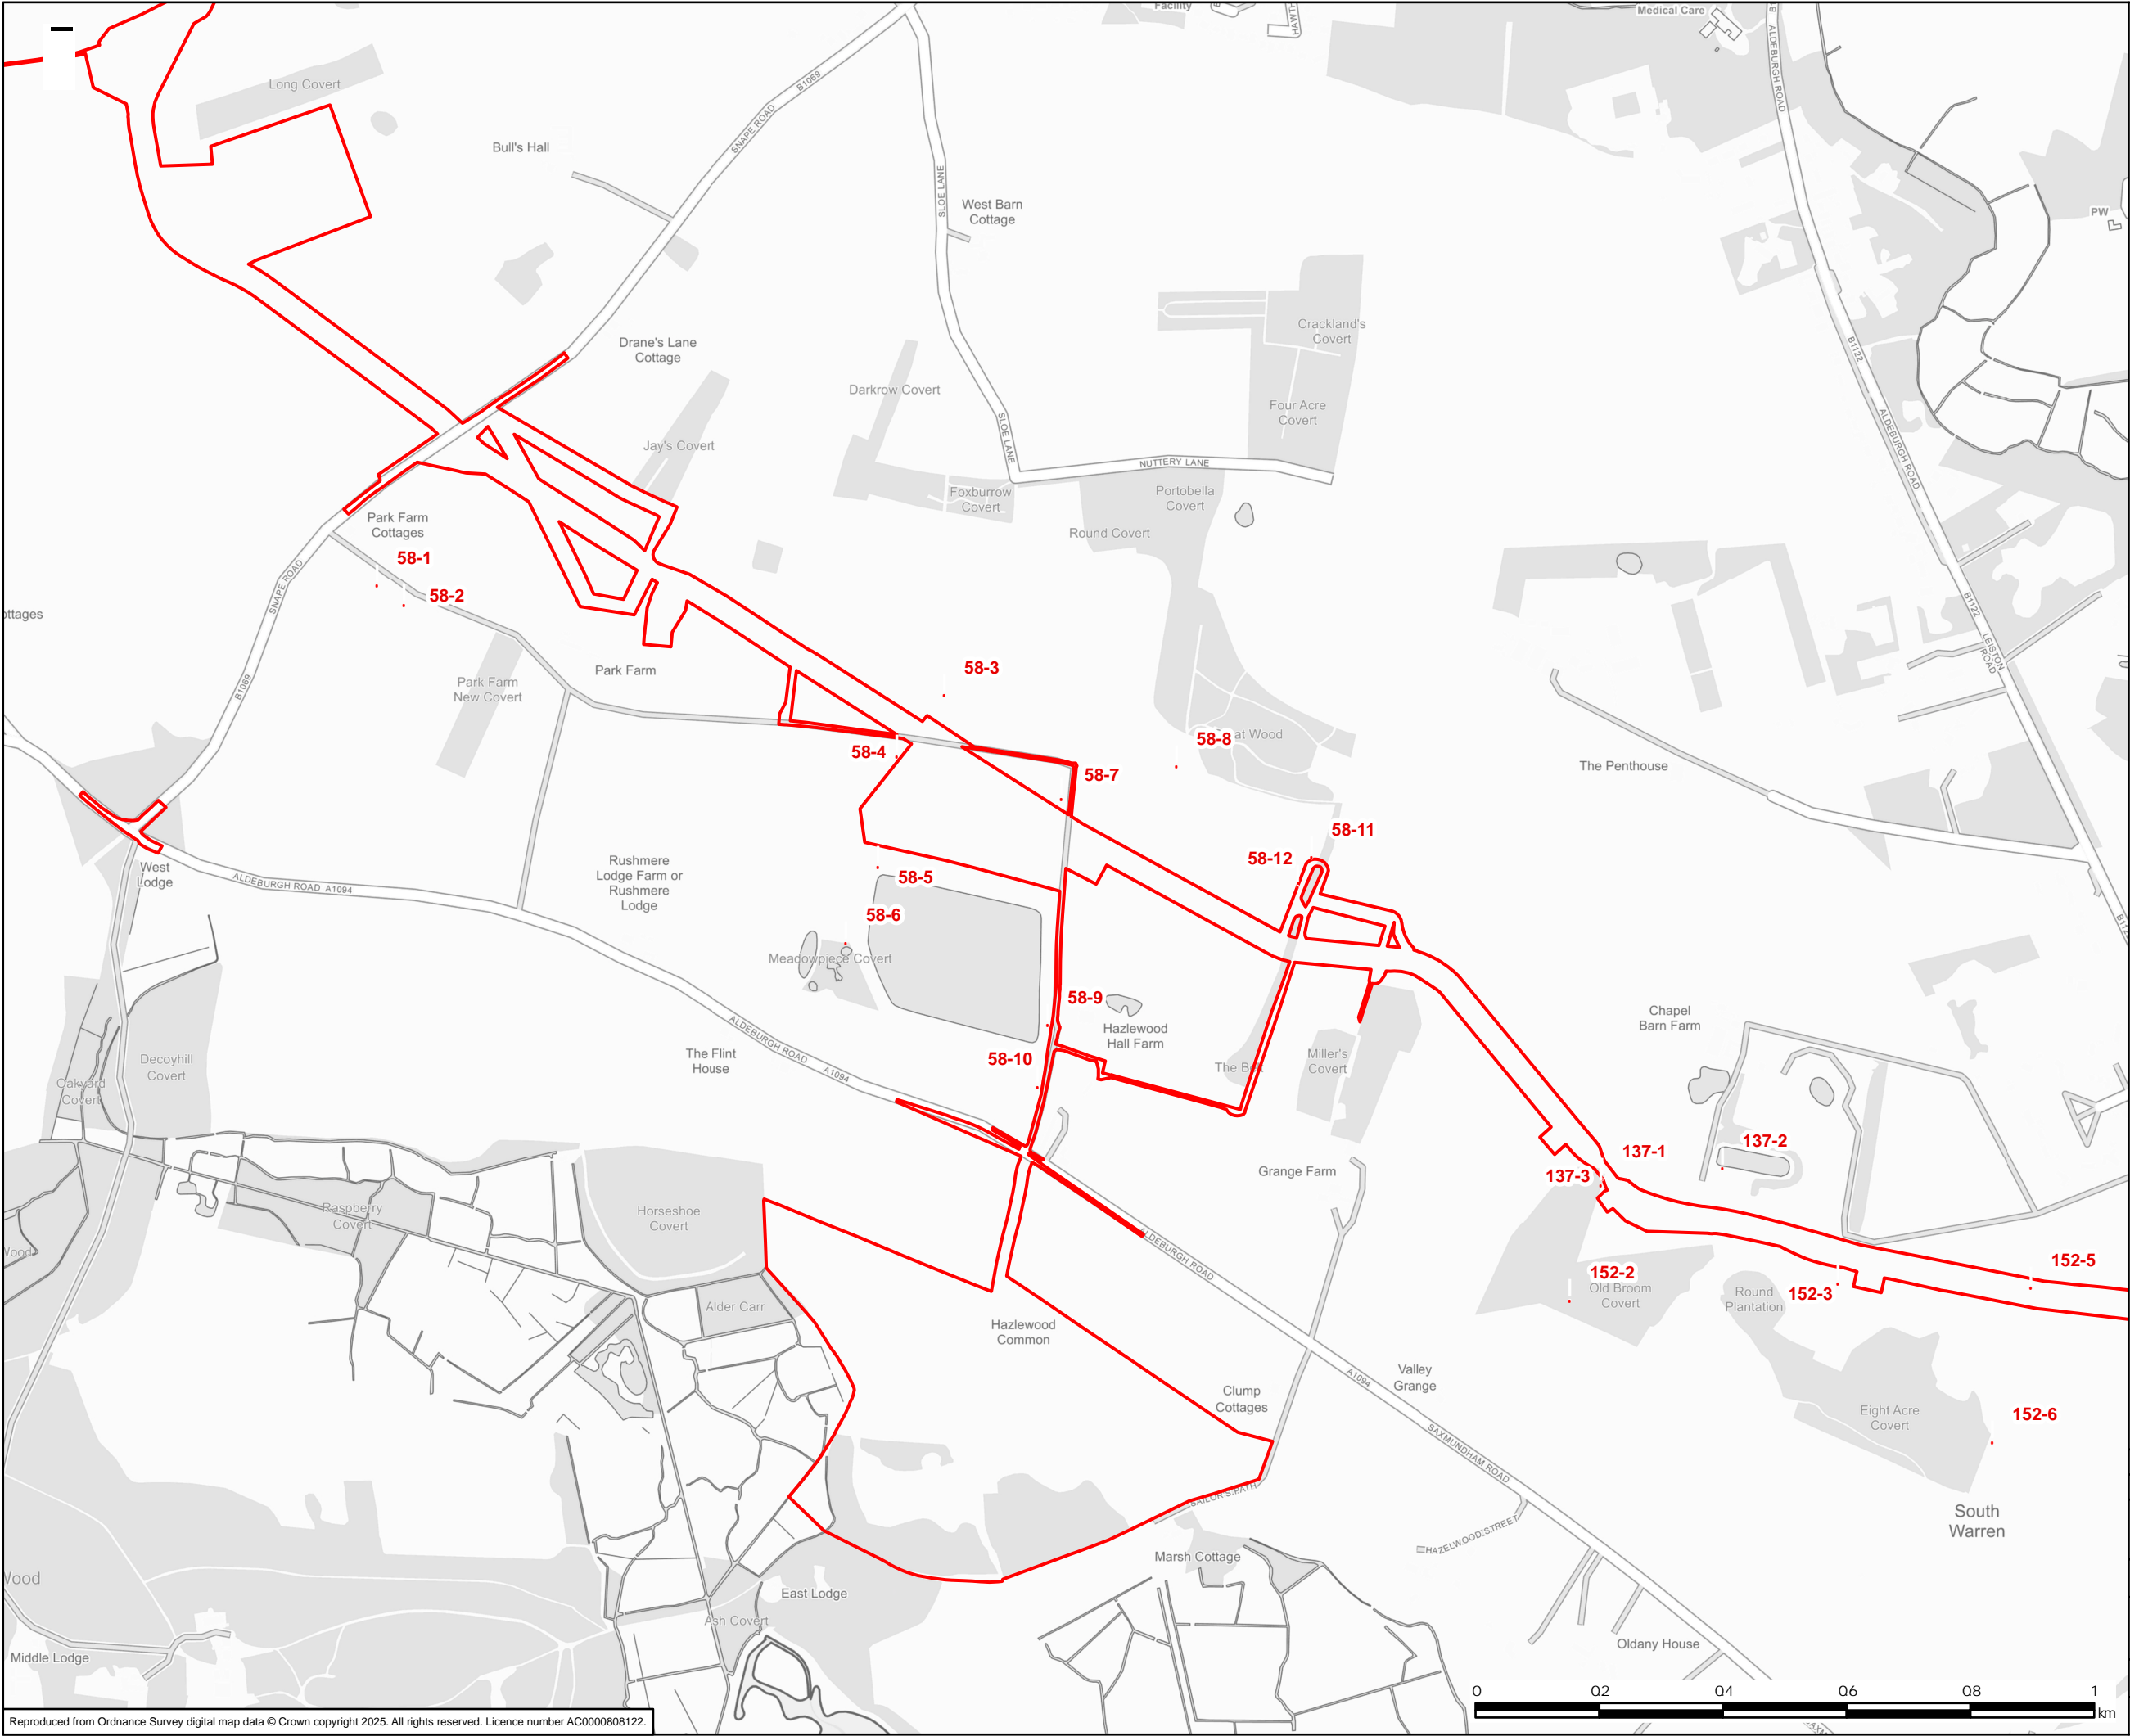 Facility
HAWTH
Medical Care
Long Covert
B1069
SNAPE ROAD
ALDEBURGH ROAD
Bull's Hall
SLOE LANE
West Barn
Cottage
PW
Drane's Lane
Cottage
Crackland's
Covert
B1122
Darkrow Covert
Four Acre
Covert
Jay's Covert
SLOE LANE
ALDEBURGH ROAD
NUTTERY LANE
Foxburrow
Covert
Portobella
Covert
Park Farm
Cottages
Round Covert
58-1
58-2
SNAPE ROAD
B1122
ottages
LEISTON
ROAD
Park Farm
58-3
B1069
Park Farm
New Covert
58-4
58-8
at Wood
58-7
The Penthouse
58-11
58-12
West
Lodge
Rushmere
Lodge Farm or
Rushmere
Lodge
ALDEBURGH ROAD A1094
58-5
58-6
Meadowpiece Covert
58-9
Hazlewood
Hall Farm
Chapel
Barn Farm
ALDEBURGH ROAD
A1094
The Flint
House
58-10
Decoyhill
Covert
Oakyard
Covert
The Belt
Miller's
Covert
Grange Farm
137-1
137-2
137-3
Raspberry
Covert
Horseshoe
Covert
Wood
ALDEBURGH ROAD
152-5
152-2
Old Broom
Covert
Round
Plantation
152-3
Alder Carr
Hazlewood
Common
Valley
Grange
A1094
Clump
Cottages
Eight Acre
Covert
152-6
SAXMUNDHAM ROAD
SAILOR'S PATH
South
Warren
HAZELWOOD STREET
Marsh Cottage
Wood
East Lodge
Ash Covert
Middle Lodge
Oldany House
0 0.2 0.4 0.6 0.8 1
km
Reproduced from Ordnance Survey digital map data © Crown copyright 2025. All rights reserved. Licence number AC0000808122.